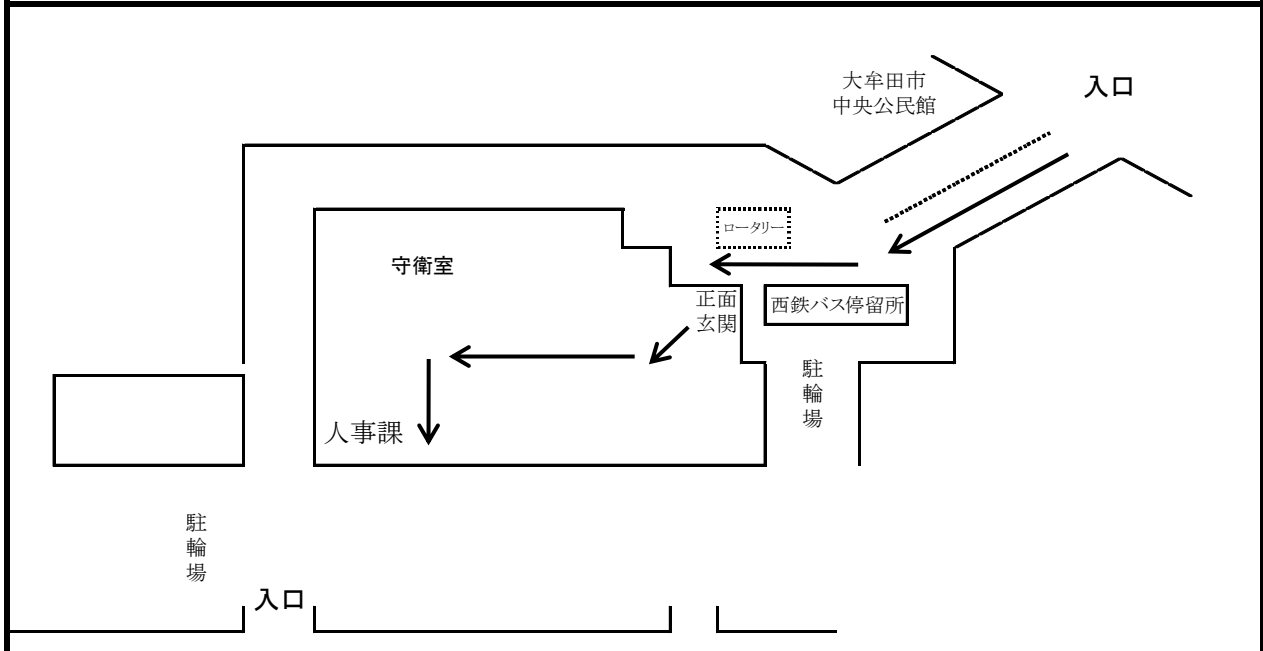 大牟田市
中央公民館
入口
ロータリー
守衛室
正面
玄関
西鉄バス停留所
駐輪場
人事課
駐輪場
入口